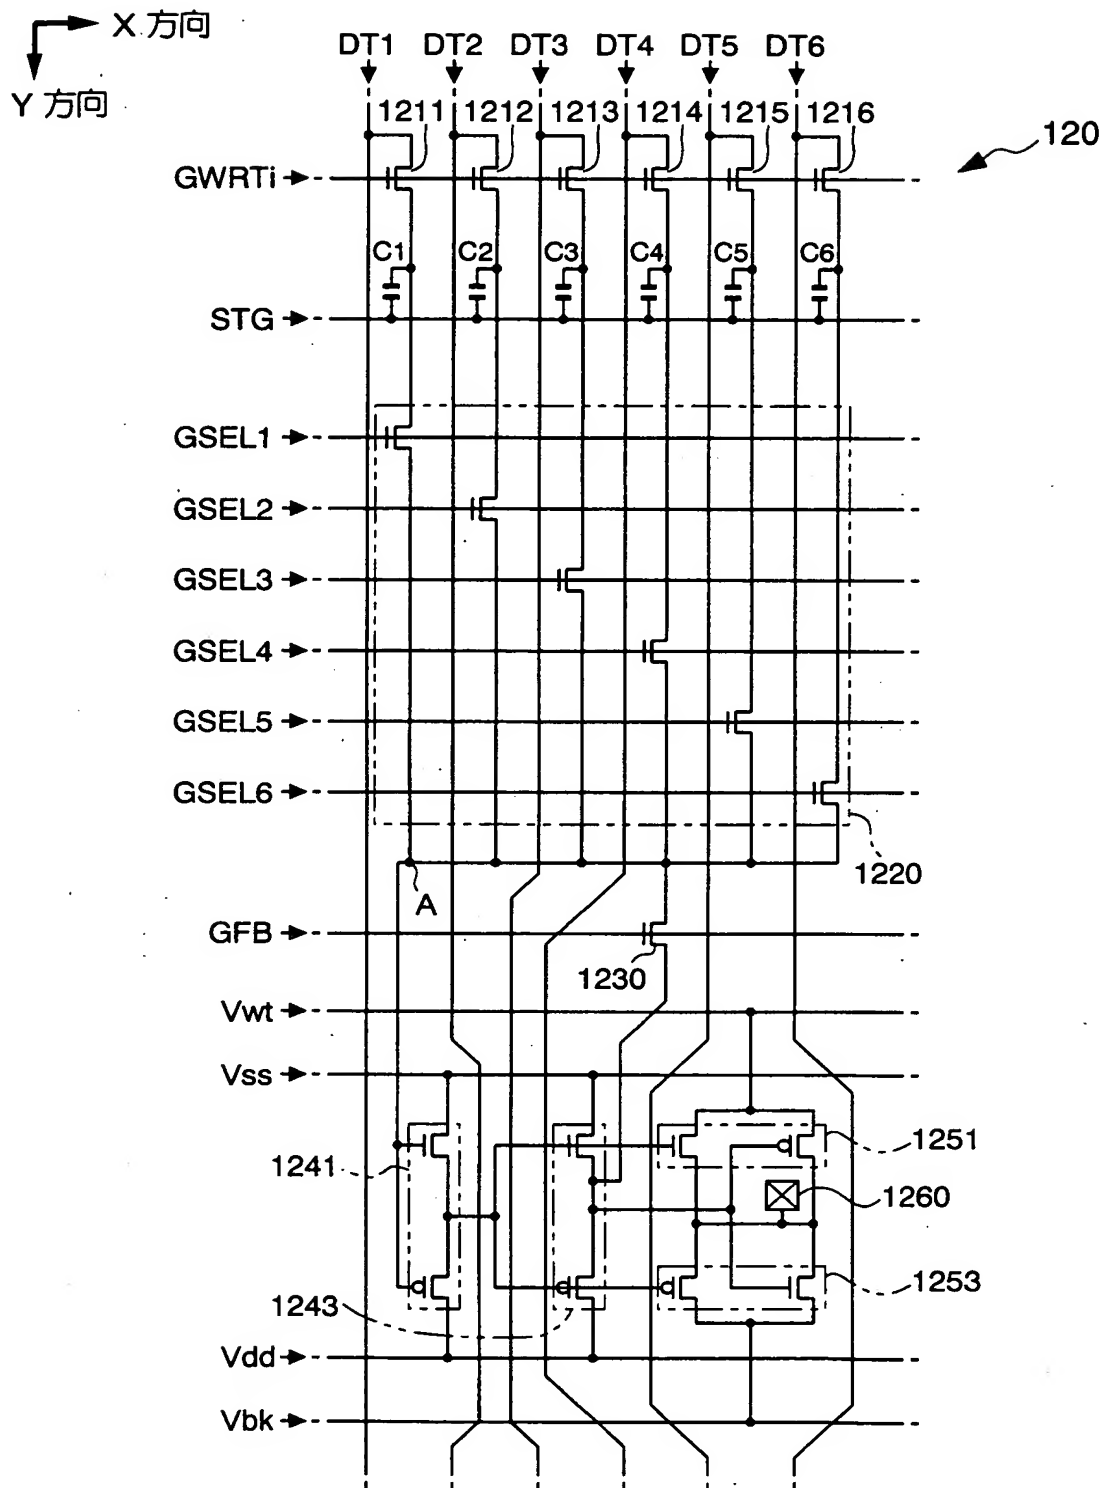 X 方向
Y 方向
DT1 DT2 DT3 DT4 DT5 DT6
1211 1212 1213 1214 1215 1216
120
GWRTi
C1 C2 C3 C4 C5 C6
STG
GSEL1
GSEL2
GSEL3
GSEL4
GSEL5
GSEL6
1220
A
GFB
1230
Vwt
Vss
1251
1241
1260
1253
1243
Vdd
Vbk